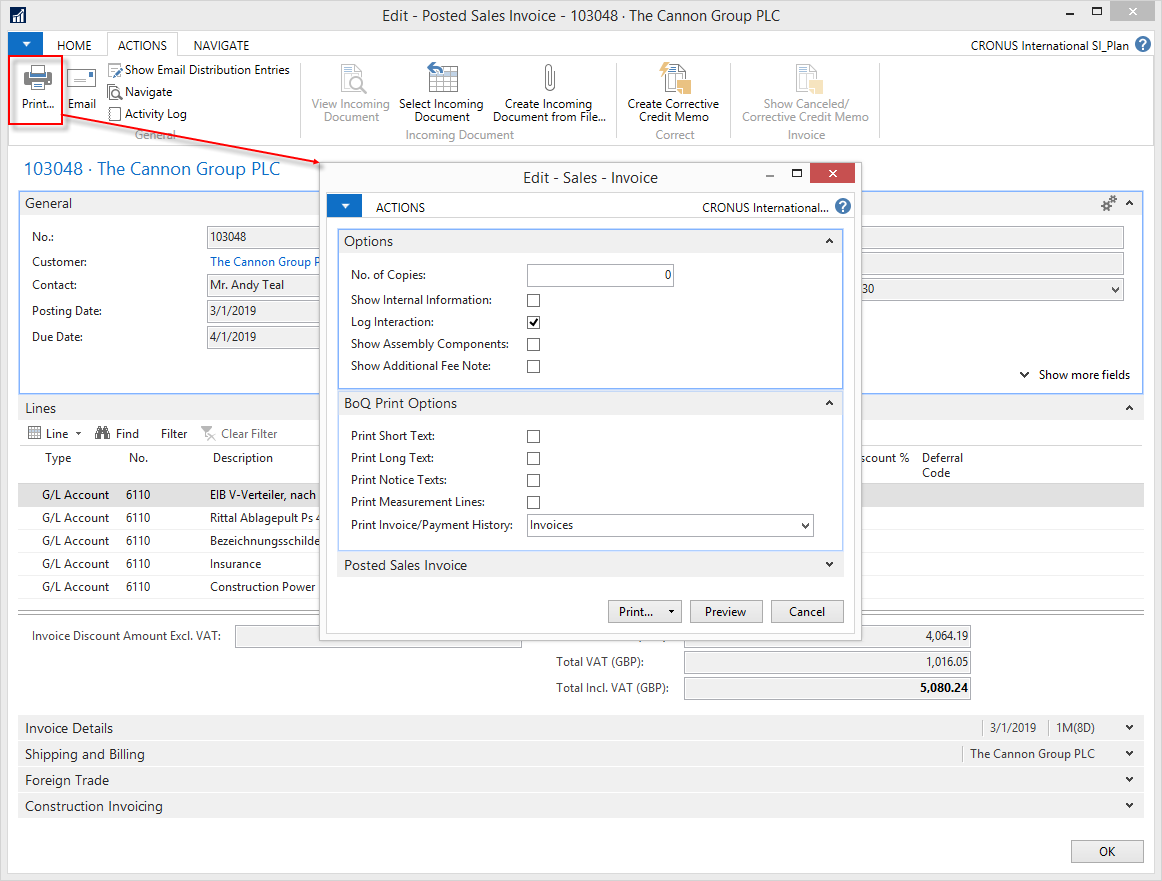 Edit - Posted Sales Invoice - 103048 · The Cannon Group PLC
HOME ACTIONS NAVIGATE CRONUS International SI_Plan
Print... Email
Show Email Distribution Entries
Navigate
Activity Log
General
View Incoming Document
Select Incoming Document
Create Incoming Document from File...
Incoming Document
Create Corrective Credit Memo
Correct
Show Canceled/ Corrective Credit Memo
Invoice
103048 · The Cannon Group PLC
General
No.: 103048
Customer: The Cannon Group P
Contact: Mr. Andy Teal
Posting Date: 3/1/2019
Due Date: 4/1/2019
30
Show more fields
Edit - Sales - Invoice
ACTIONS CRONUS International...
Options
No. of Copies: 0
Show Internal Information:
Log Interaction:
Show Assembly Components:
Show Additional Fee Note:
BoQ Print Options
Print Short Text:
Print Long Text:
Print Notice Texts:
Print Measurement Lines:
Print Invoice/Payment History: Invoices
Posted Sales Invoice
Print... Preview Cancel
Lines
Line Find Filter Clear Filter
Type No. Description scount % Deferral Code
G/L Account 6110 EIB V-Verteiler, nach
G/L Account 6110 Rittal Ablagepult Ps 4
G/L Account 6110 Bezeichnungsschilde
G/L Account 6110 Insurance
G/L Account 6110 Construction Power
Invoice Discount Amount Excl. VAT:
4,064.19
Total VAT (GBP): 1,016.05
Total Incl. VAT (GBP): 5,080.24
Invoice Details 3/1/2019 1M(8D)
Shipping and Billing The Cannon Group PLC
Foreign Trade
Construction Invoicing
OK